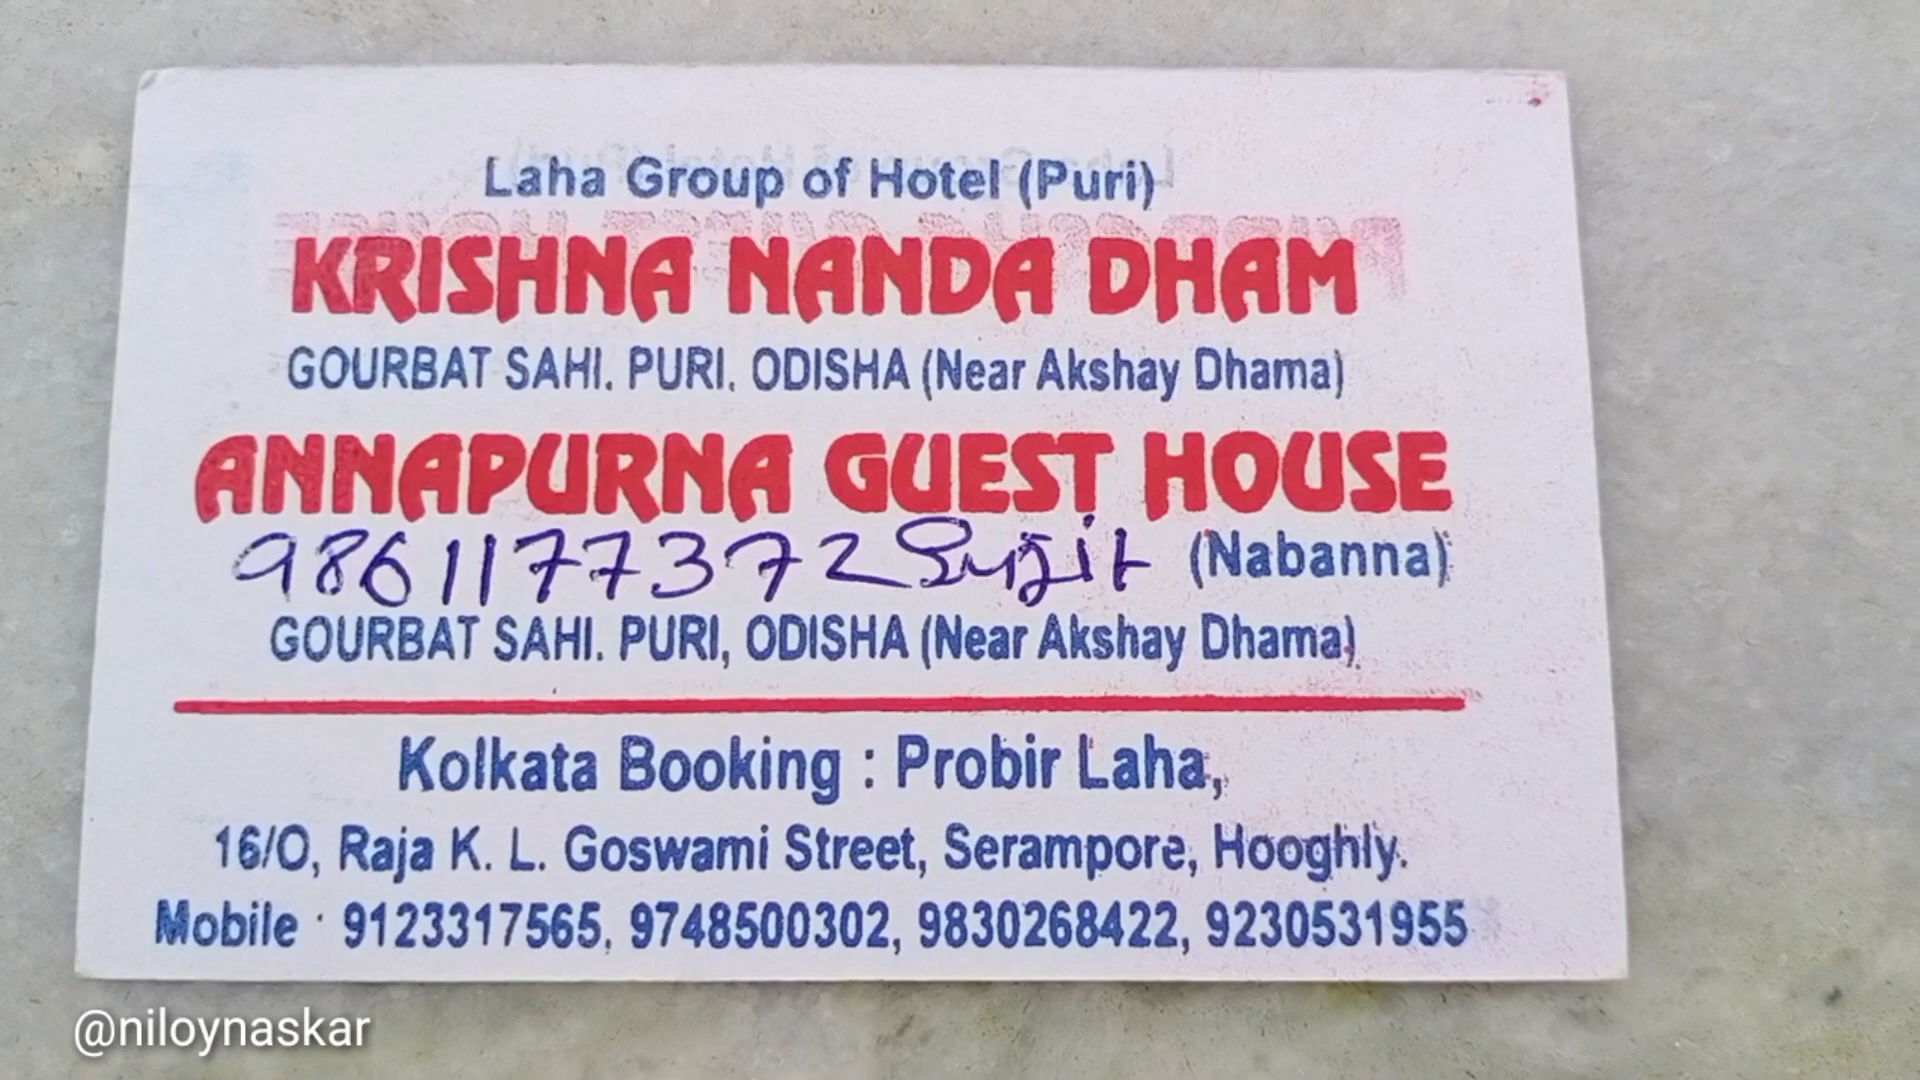 Laha Group of Hotel (Puri)
KRISHNA NANDA DHAM
GOURBAT SAHI. PURI. ODISHA (Near Akshay Dhama)
ANNAPURNA GUEST HOUSE
9861177372 Sujit (Nabanna)
GOURBAT SAHI. PURI, ODISHA (Near Akshay Dhama)
Kolkata Booking : Probir Laha,
16/O, Raja K. L. Goswami Street, Serampore, Hooghly.
Mobile : 9123317565, 9748500302, 9830268422, 9230531955
@niloynaskar